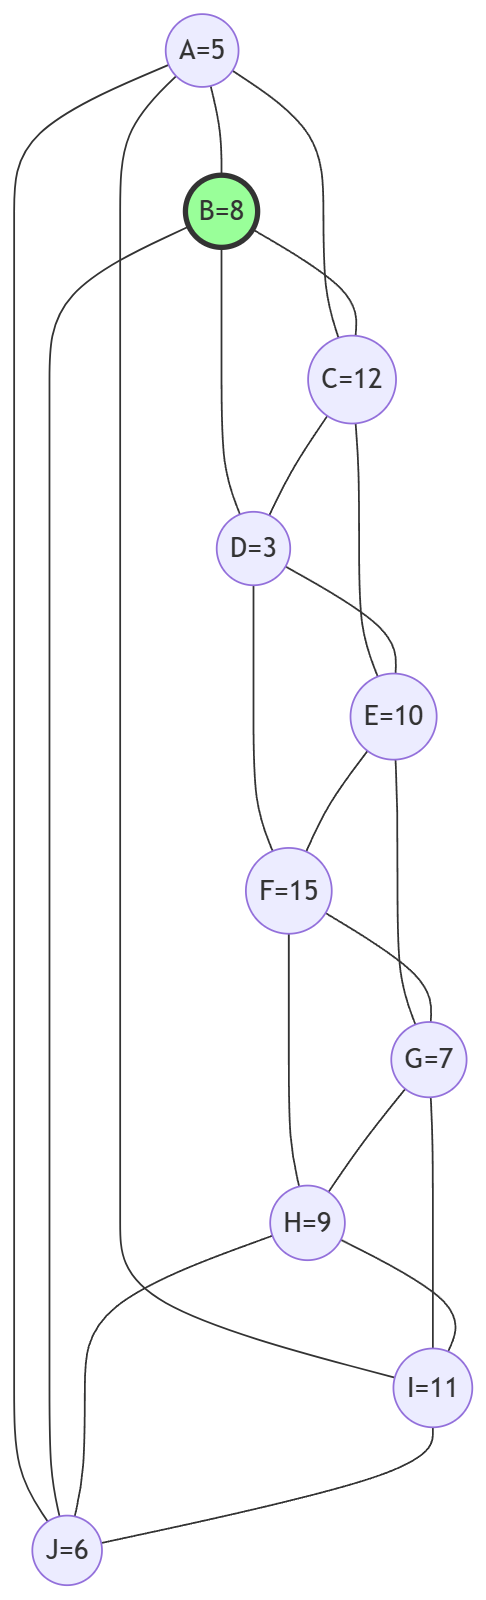 A=5
B=8
C=12
D=3
E=10
F=15
G=7
H=9
I=11
J=6